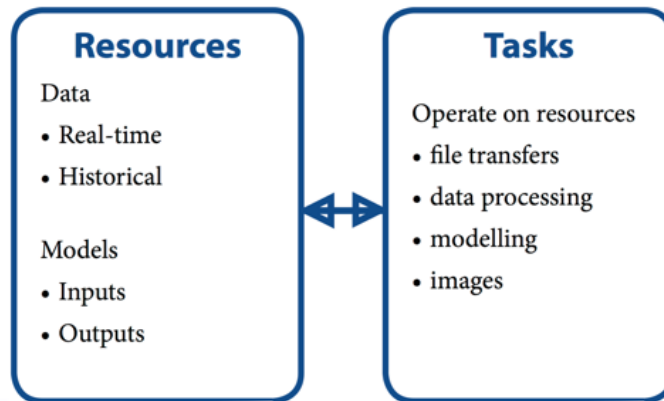 Resources
Data
• Real-time
• Historical
Models
• Inputs
• Outputs
Tasks
Operate on resources
• file transfers
• data processing
• modelling
• images